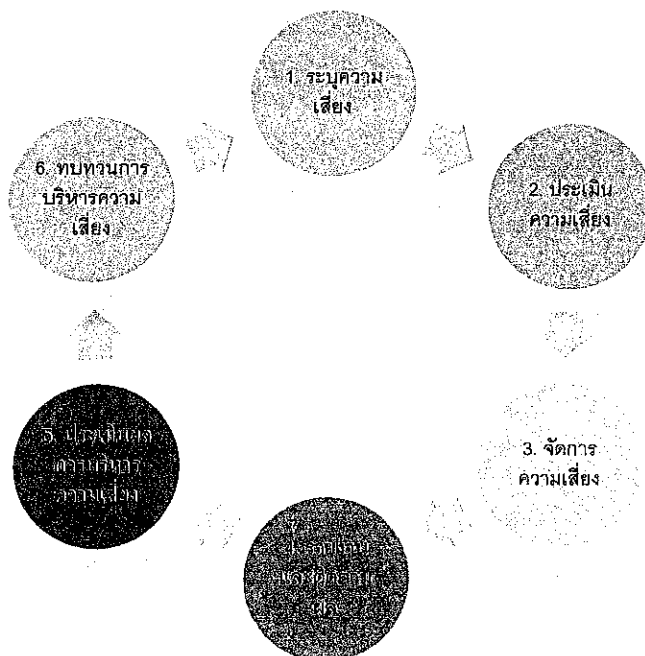 1. ระบุความ
เสี่ยง
2. ประเมิน
ความเสี่ยง
3. จัดการ
ความเสี่ยง
5. ประเมินผล
การบริหาร
ความเสี่ยง
6. ทบทวนการ
บริหารความ
เสี่ยง